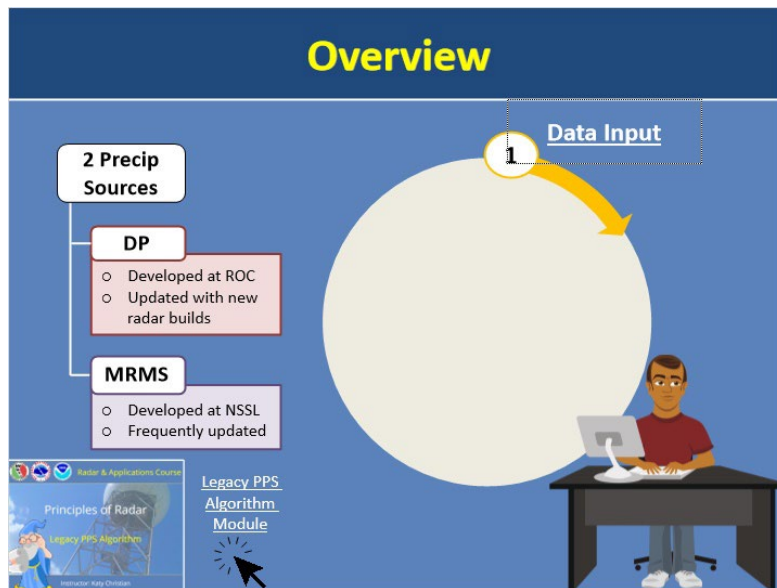 Overview
Data Input
1
2 Precip
Sources
DP
o Developed at ROC
o Updated with new
radar builds
MRMS
o Developed at NSSL
o Frequently updated
Legacy PPS
Algorithm
Module
Radar & Applications Course
Principles of Radar
Legacy PPS Algorithm
Instructor: Katy Christian